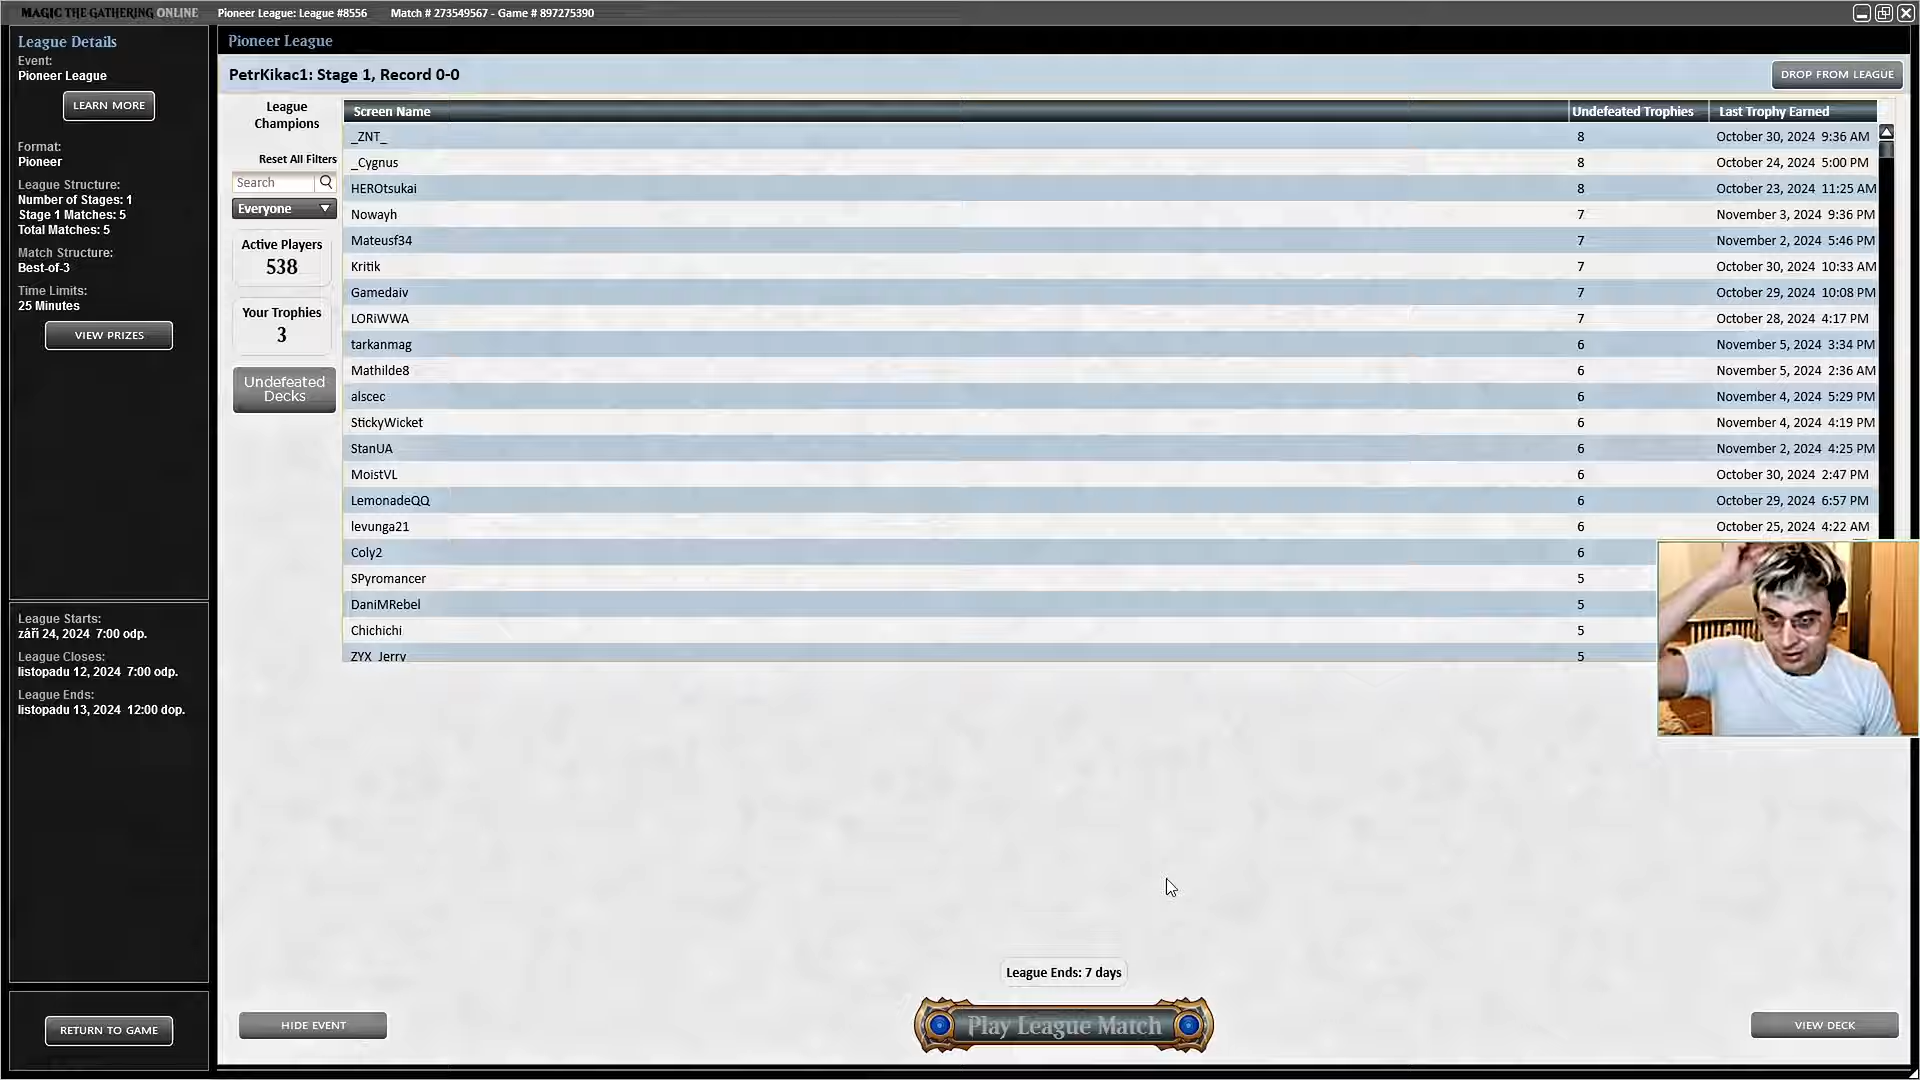 MAGIC THE GATHERING ONLINE Pioneer League: League #8556 Match # 273549567 - Game # 897275390
League Details
Event:
Pioneer League
LEARN MORE
Format:
Pioneer
League Structure:
Number of Stages: 1
Stage 1 Matches: 5
Total Matches: 5
Match Structure:
Best-of-3
Time Limits:
25 Minutes
VIEW PRIZES
League Starts:
září 24, 2024 7:00 odp.
League Closes:
listopadu 12, 2024 7:00 odp.
League Ends:
listopadu 13, 2024 12:00 dop.
RETURN TO GAME
Pioneer League
PetrKikac1: Stage 1, Record 0-0
DROP FROM LEAGUE
League
Champions
Reset All Filters
Search
Everyone
Active Players
538
Your Trophies
3
Undefeated
Decks
Screen Name Undefeated Trophies Last Trophy Earned
_ZNT_ 8 October 30, 2024 9:36 AM
_Cygnus 8 October 24, 2024 5:00 PM
HEROtsukai 8 October 23, 2024 11:25 AM
Nowayh 7 November 3, 2024 9:36 PM
Mateusf34 7 November 2, 2024 5:46 PM
Kritik 7 October 30, 2024 10:33 AM
Gamedaiv 7 October 29, 2024 10:08 PM
LORiWWA 7 October 28, 2024 4:17 PM
tarkanmag 6 November 5, 2024 3:34 PM
Mathilde8 6 November 5, 2024 2:36 AM
alscec 6 November 4, 2024 5:29 PM
StickyWicket 6 November 4, 2024 4:19 PM
StanUA 6 November 2, 2024 4:25 PM
MoistVL 6 October 30, 2024 2:47 PM
LemonadeQQ 6 October 29, 2024 6:57 PM
levunga21 6 October 25, 2024 4:22 AM
Coly2 6
SPyromancer 5
DaniMRebel 5
Chichichi 5
ZYX_Jerry 5
League Ends: 7 days
HIDE EVENT
Play League Match
VIEW DECK